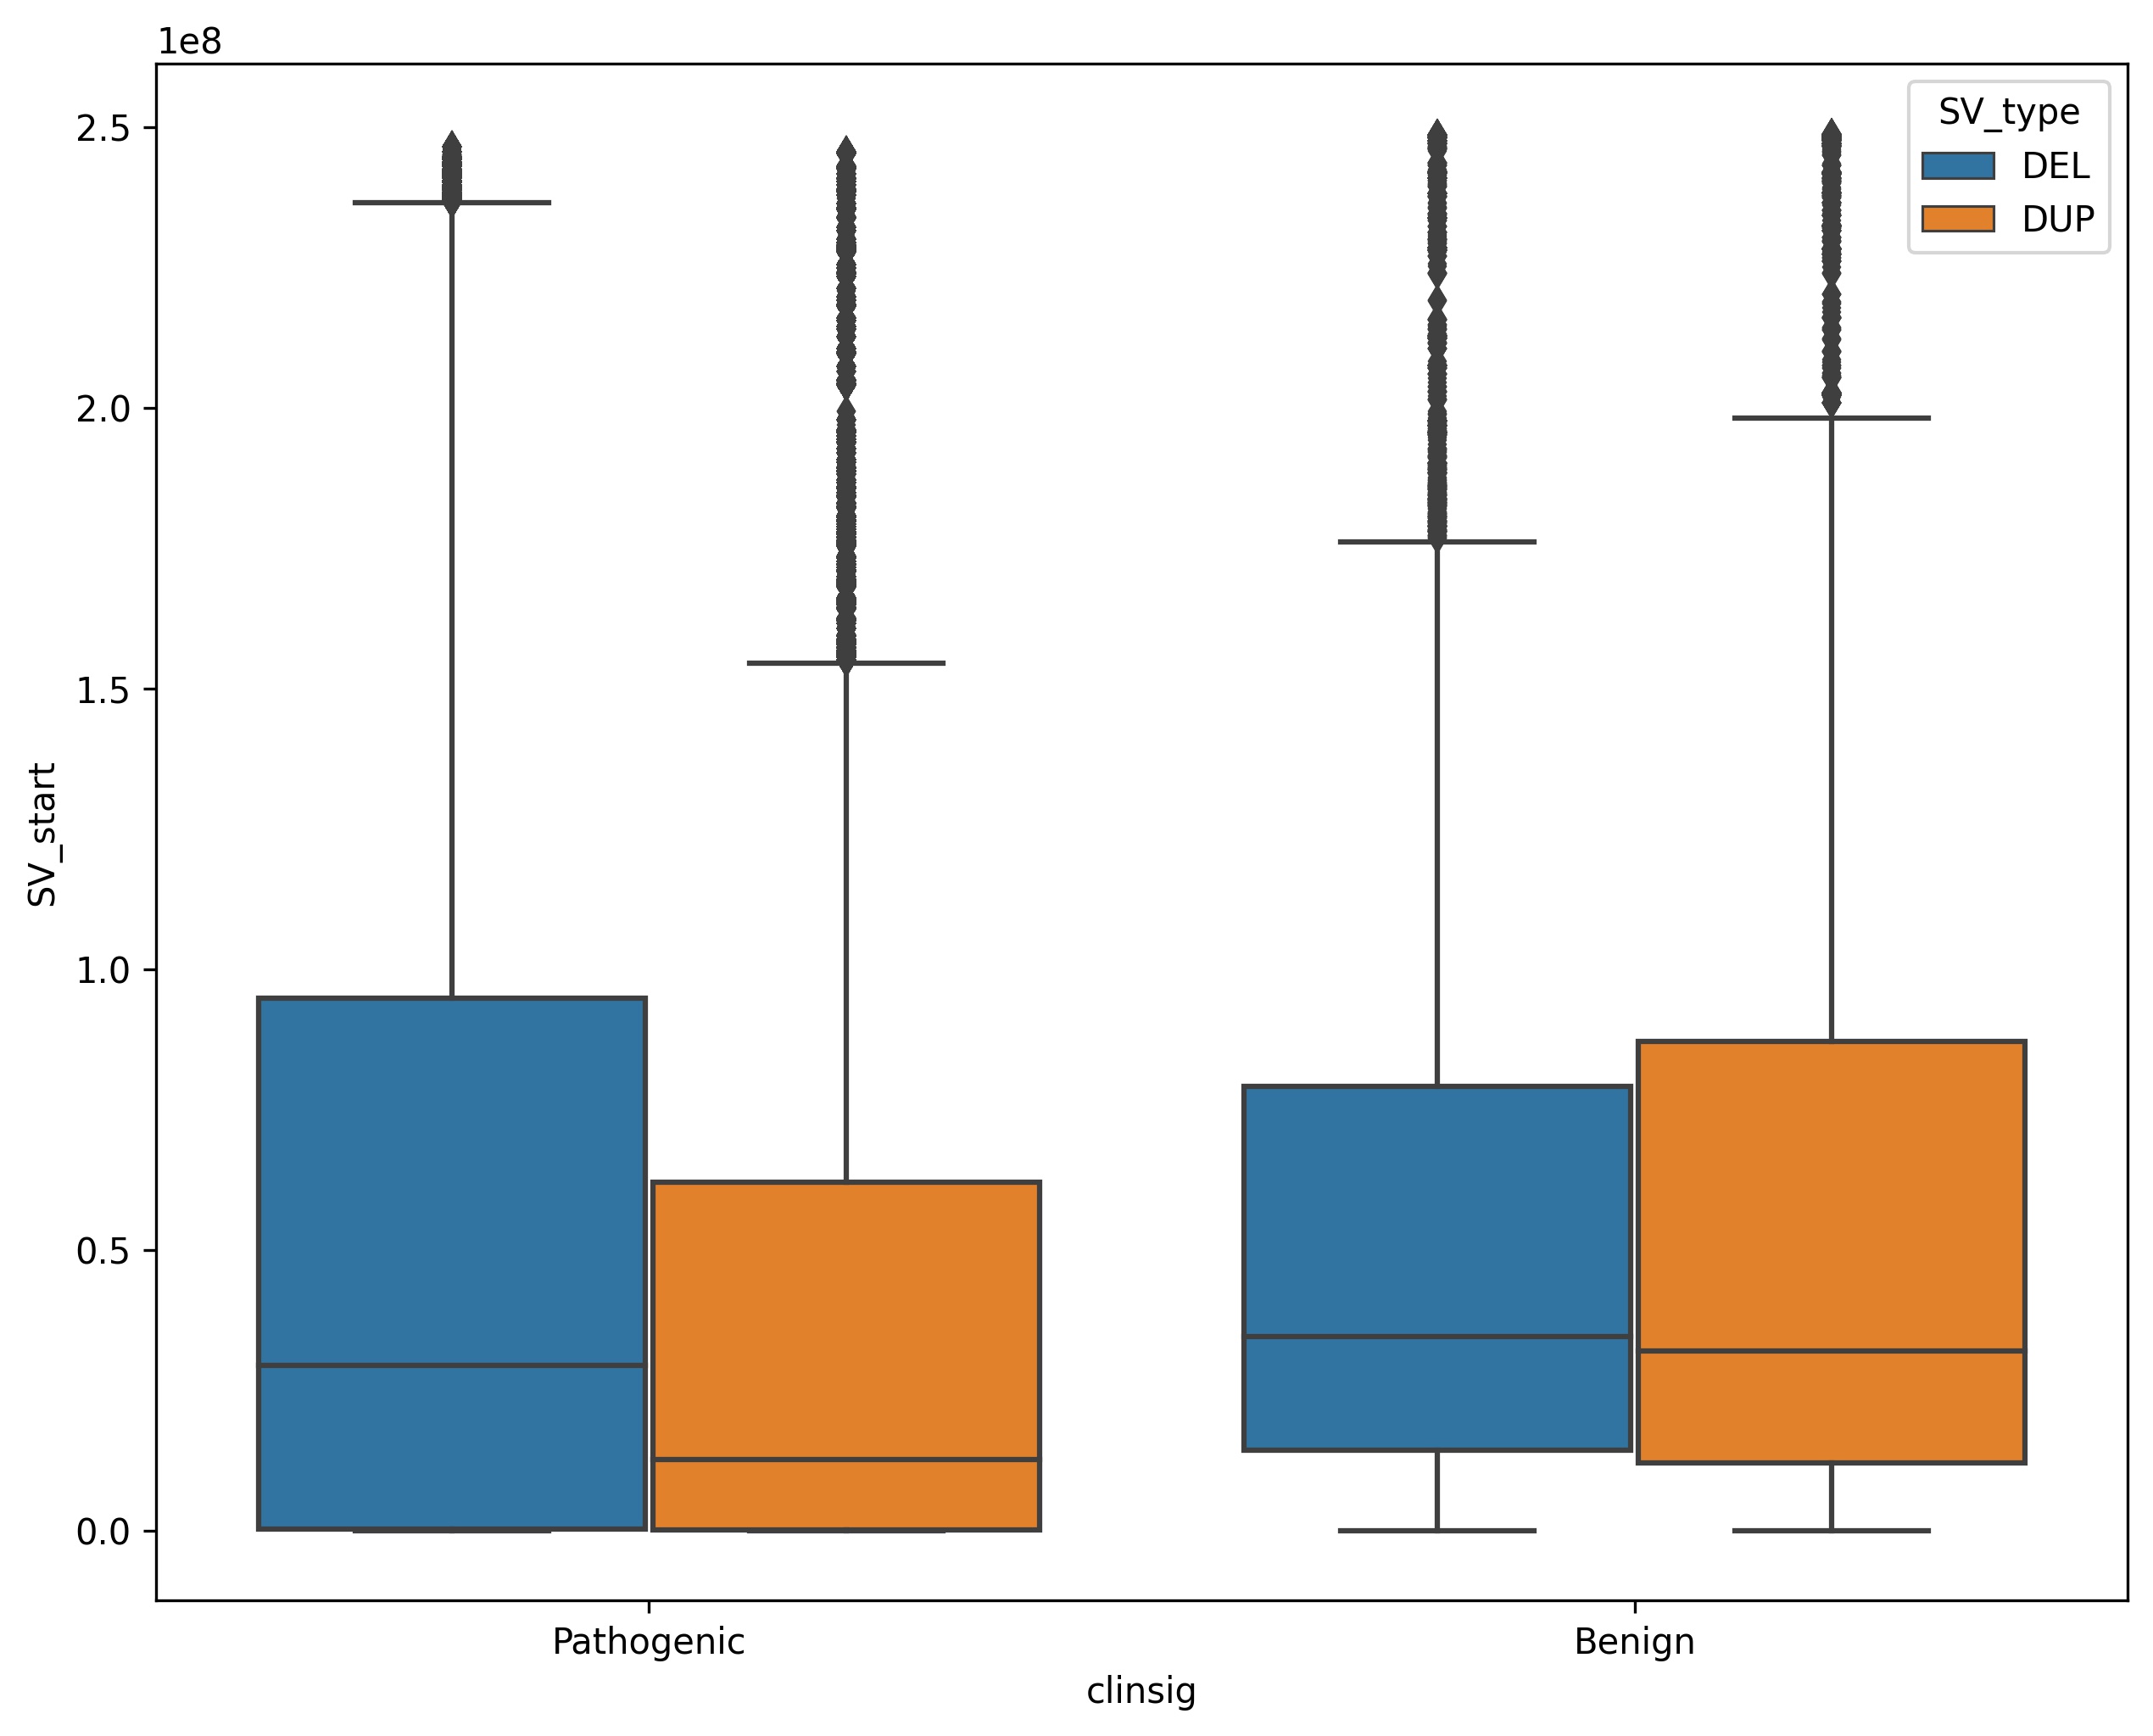 1e8
2.5
2.0
1.5
1.0
0.5
0.0
SV_start
Pathogenic
Benign
clinsig
SV_type
DEL
DUP